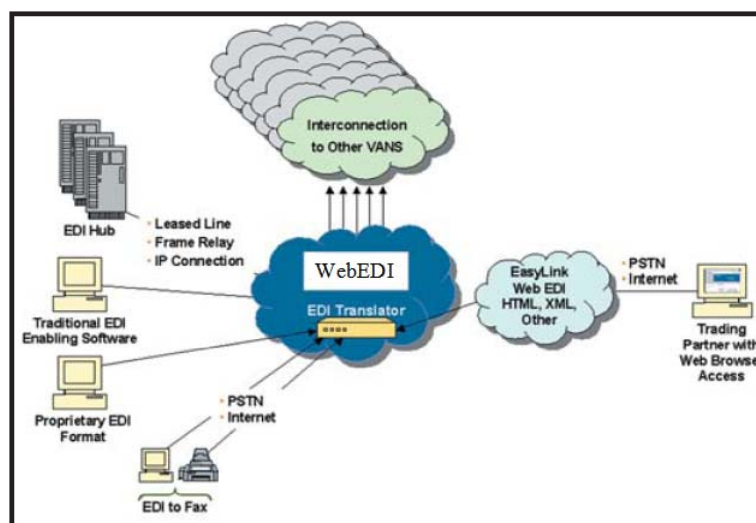 Interconnection
to Other VANS
EDI Hub
• Leased Line
• Frame Relay
• IP Connection
WebEDI
EDI Translator
EasyLink
Web EDI
HTML, XML,
Other
• PSTN
• Internet
Trading
Partner with
Web Browse
Access
Traditional EDI
Enabling Software
Proprietary EDI
Format
• PSTN
• Internet
EDI to Fax